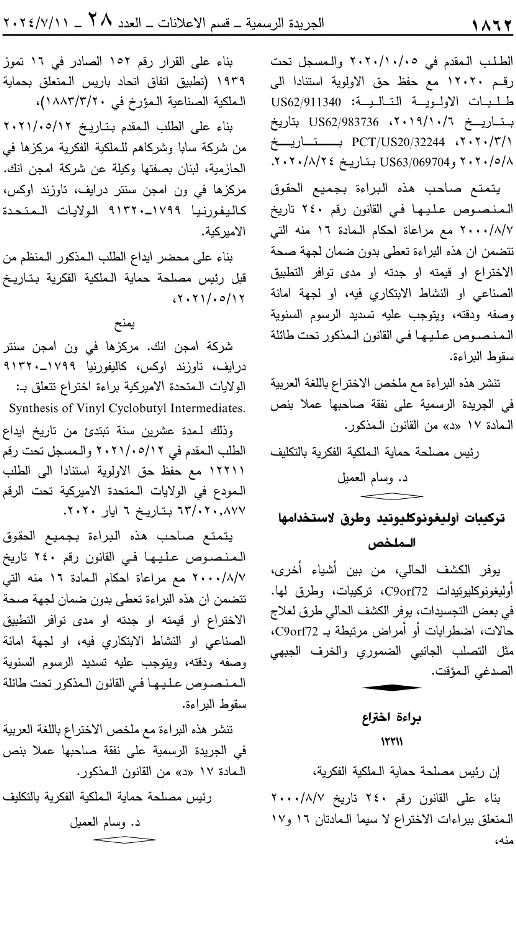 ١٨٦٢
الجريدة الرسمية ـ قسم الاعلانات ـ العدد ٢٨ ـ ٢٠٢٤/٧/١١
الطلب المقدم في ٢٠٢٠/١٠/٠٥ والمسجل تحت
رقم ١٢٠٢٠ مع حفظ حق الاولوية استنادا الى
طلبات الاولوية التالية: US62/911340
بتاريخ ٢٠١٩/١٠/٦، US62/983736 بتاريخ
٢٠٢٠/٣/١، PCT/US20/32244 بتاريخ
٢٠٢٠/٥/٨ و US63/069704 بتاريخ ٢٠٢٠/٨/٢٤.
يتمتع صاحب هذه البراءة بجميع الحقوق
المنصوص عليها في القانون رقم ٢٤٠ تاريخ
٢٠٠٠/٨/٧ مع مراعاة احكام المادة ١٦ منه التي
تتضمن ان هذه البراءة تعطى بدون ضمان لجهة صحة
الاختراع او قيمته او جدته او مدى توافر التطبيق
الصناعي او النشاط الابتكاري فيه، او لجهة امانة
وصفه ودقته، ويتوجب عليه تسديد الرسوم السنوية
المنصوص عليها في القانون المذكور تحت طائلة
سقوط البراءة.
تنشر هذه البراءة مع ملخص الاختراع باللغة العربية
في الجريدة الرسمية على نفقة صاحبها عملا بنص
المادة ١٧ «د» من القانون المذكور.
رئيس مصلحة حماية الملكية الفكرية بالتكليف
د. وسام العميل
تركيبات أوليغونوكليوتيد وطرق لاستخدامها
الملخص
يوفر الكشف الحالي، من بين أشياء أخرى،
أوليغونوكليوتيدات C9orf72، تركيبات، وطرق لها.
في بعض التجسيدات، يوفر الكشف الحالي طرق لعلاج
حالات، اضطرابات أو أمراض مرتبطة بـ C9orf72،
مثل التصلب الجانبي الضموري والخرف الجبهي
الصدغي المؤقت.
براءة اختراع
١٢٢١١
إن رئيس مصلحة حماية الملكية الفكرية،
بناء على القانون رقم ٢٤٠ تاريخ ٢٠٠٠/٨/٧
المتعلق ببراءات الاختراع لا سيما المادتان ١٦ و١٧
منه،
بناء على القرار رقم ١٥٢ الصادر في ١٦ تموز
١٩٣٩ (تطبيق اتفاق اتحاد باريس المتعلق بحماية
الملكية الصناعية المؤرخ في ١٨٨٣/٣/٢٠)،
بناء على الطلب المقدم بتاريخ ٢٠٢١/٠٥/١٢
من شركة سابا وشركاهم للملكية الفكرية مركزها في
الحازمية، لبنان بصفتها وكيلة عن شركة امجن انك.
مركزها في ون امجن سنتر درايف، تاوزند اوكس،
كاليفورنيا ١٧٩٩ـ٩١٣٢٠ الولايات المتحدة
الاميركية.
بناء على محضر ايداع الطلب المذكور المنظم من
قبل رئيس مصلحة حماية الملكية الفكرية بتاريخ
٢٠٢١/٠٥/١٢،
يمنح
شركة امجن انك. مركزها في ون امجن سنتر
درايف، تاوزند اوكس، كاليفورنيا ١٧٩٩ـ٩١٣٢٠
الولايات المتحدة الاميركية براءة اختراع تتعلق بـ:
Synthesis of Vinyl Cyclobutyl Intermediates.
وذلك لمدة عشرين سنة تبتدئ من تاريخ ايداع
الطلب المقدم في ٢٠٢١/٠٥/١٢ والمسجل تحت رقم
١٢٢١١ مع حفظ حق الاولوية استنادا الى الطلب
المودع في الولايات المتحدة الاميركية تحت الرقم
٦٣/٠٢٠,٨٧٧ بتاريخ ٦ ايار ٢٠٢٠.
يتمتع صاحب هذه البراءة بجميع الحقوق
المنصوص عليها في القانون رقم ٢٤٠ تاريخ
٢٠٠٠/٨/٧ مع مراعاة احكام المادة ١٦ منه التي
تتضمن ان هذه البراءة تعطى بدون ضمان لجهة صحة
الاختراع او قيمته او جدته او مدى توافر التطبيق
الصناعي او النشاط الابتكاري فيه، او لجهة امانة
وصفه ودقته، ويتوجب عليه تسديد الرسوم السنوية
المنصوص عليها في القانون المذكور تحت طائلة
سقوط البراءة.
تنشر هذه البراءة مع ملخص الاختراع باللغة العربية
في الجريدة الرسمية على نفقة صاحبها عملا بنص
المادة ١٧ «د» من القانون المذكور.
رئيس مصلحة حماية الملكية الفكرية بالتكليف
د. وسام العميل